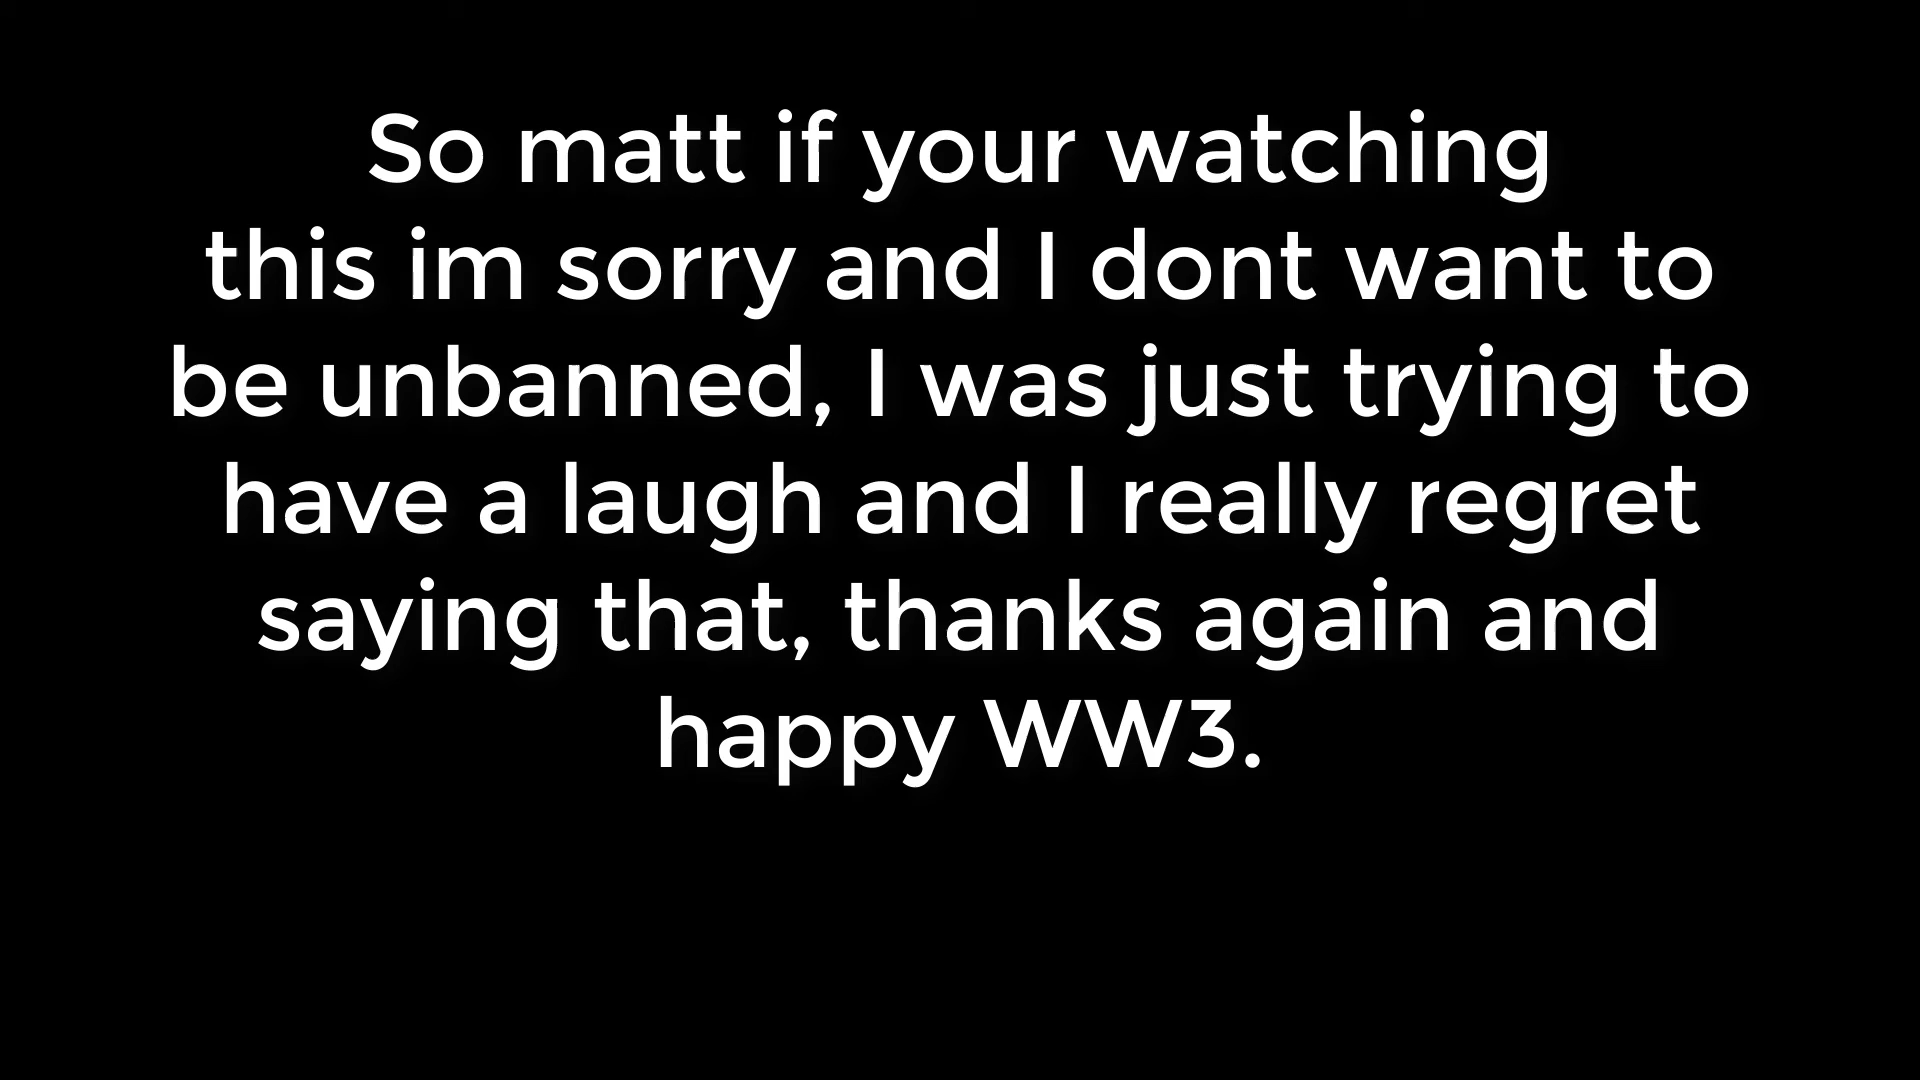 So matt if your watching
this im sorry and I dont want to
be unbanned, I was just trying to
have a laugh and I really regret
saying that, thanks again and
happy WW3.